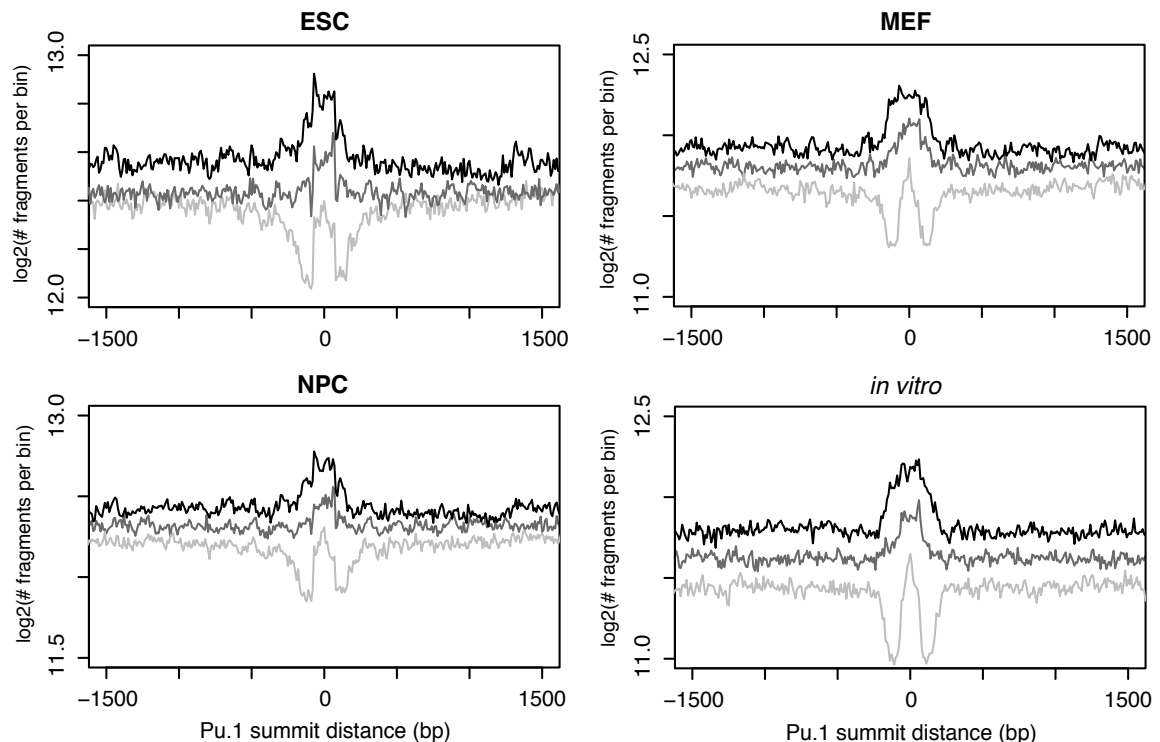 ESC
log2(# fragments per bin)
13.0
12.0
−1500
0
1500
MEF
log2(# fragments per bin)
12.5
11.0
−1500
0
1500
NPC
log2(# fragments per bin)
13.0
11.5
−1500
0
1500
Pu.1 summit distance (bp)
in vitro
log2(# fragments per bin)
12.5
11.0
−1500
0
1500
Pu.1 summit distance (bp)